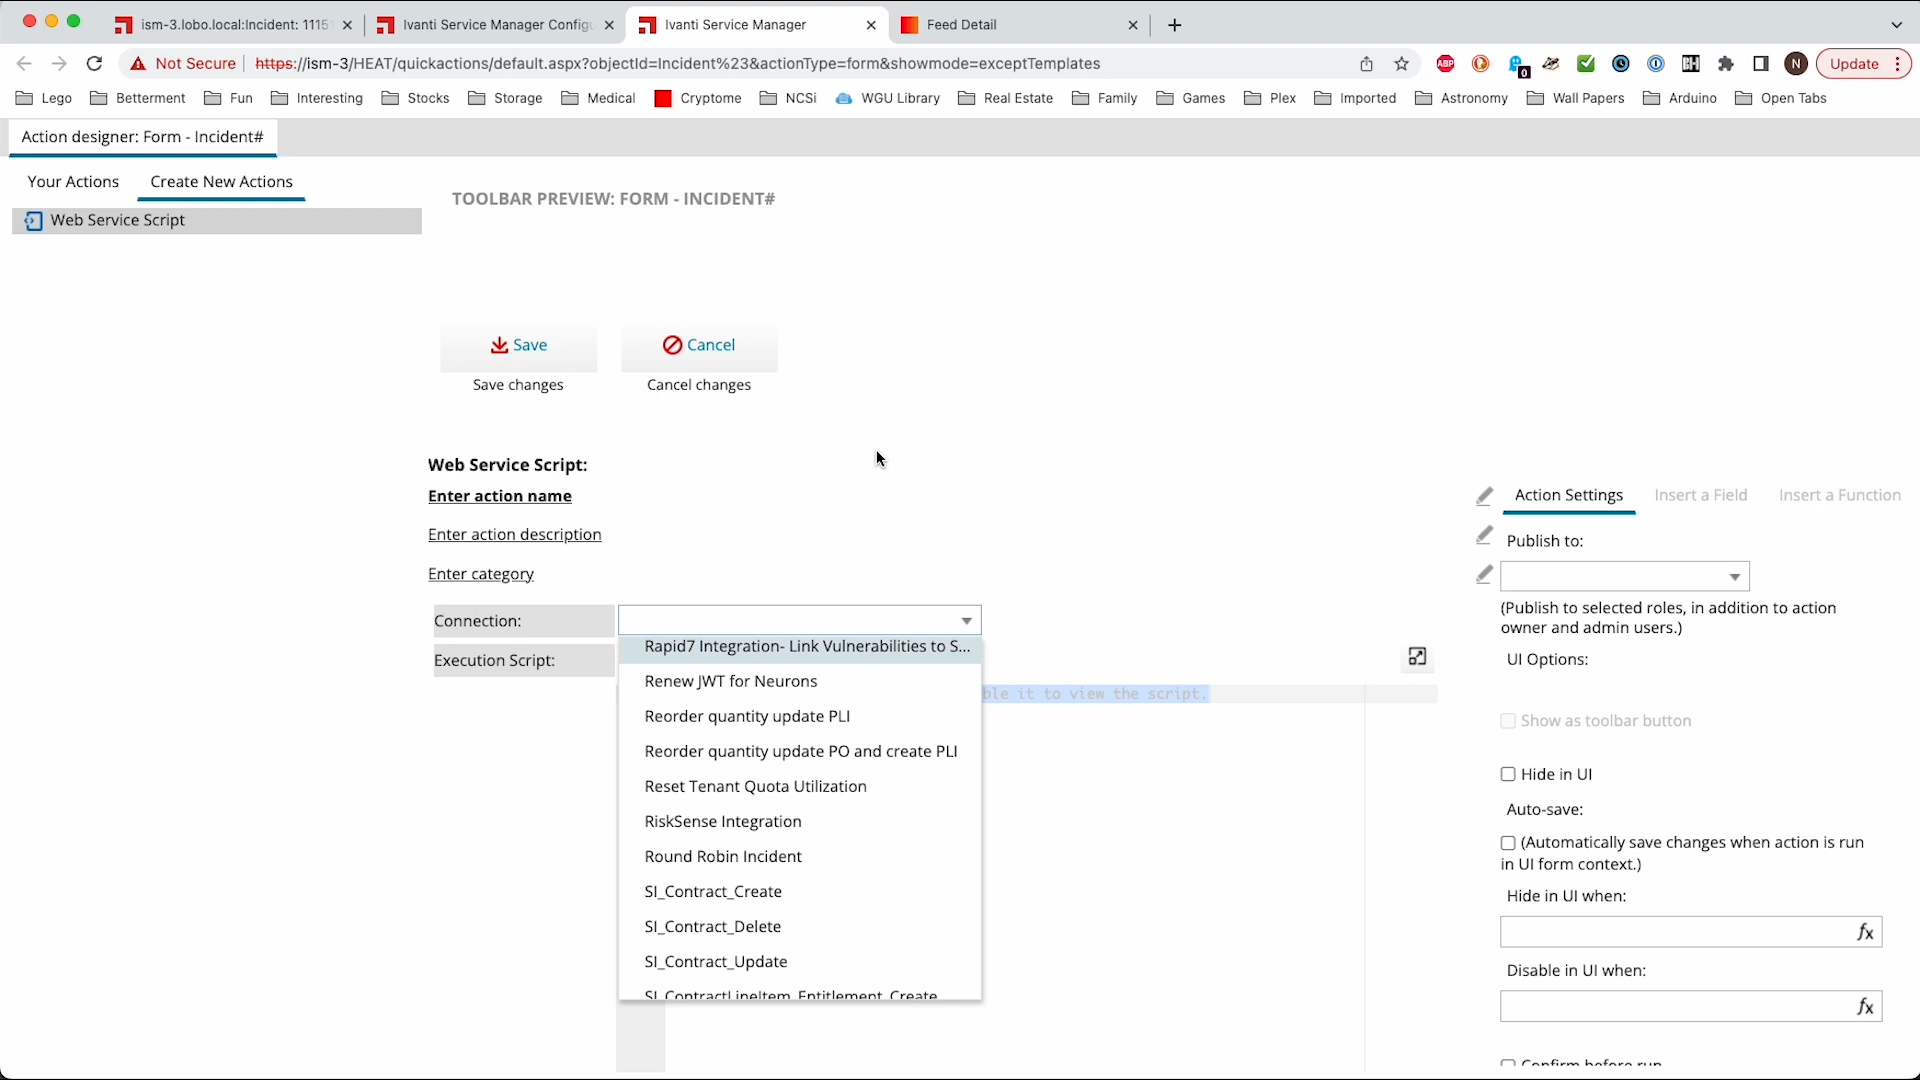 ism-3.lobo.local:Incident: 1115
Ivanti Service Manager Configu
Ivanti Service Manager
Feed Detail
Not Secure
https://ism-3/HEAT/quickactions/default.aspx?objectId=Incident%23&actionType=form&showmode=exceptTemplates
ABP
0
N
Update
Lego
Betterment
Fun
Interesting
Stocks
Storage
Medical
Cryptome
NCSi
WGU Library
Real Estate
Family
Games
Plex
Imported
Astronomy
Wall Papers
Arduino
Open Tabs
Action designer: Form - Incident#
Your Actions
Create New Actions
Web Service Script
TOOLBAR PREVIEW: FORM - INCIDENT#
Save
Save changes
Cancel
Cancel changes
Web Service Script:
Enter action name
Enter action description
Enter category
Connection:
Execution Script:
Rapid7 Integration- Link Vulnerabilities to S...
Renew JWT for Neurons
Reorder quantity update PLI
Reorder quantity update PO and create PLI
Reset Tenant Quota Utilization
RiskSense Integration
Round Robin Incident
SI_Contract_Create
SI_Contract_Delete
SI_Contract_Update
SI_ContractLineItem_Entitlement_Create
ble it to view the script.
Action Settings
Insert a Field
Insert a Function
Publish to:
(Publish to selected roles, in addition to action
owner and admin users.)
UI Options:
Show as toolbar button
Hide in UI
Auto-save:
(Automatically save changes when action is run
in UI form context.)
Hide in UI when:
fx
Disable in UI when:
fx
Confirm before run